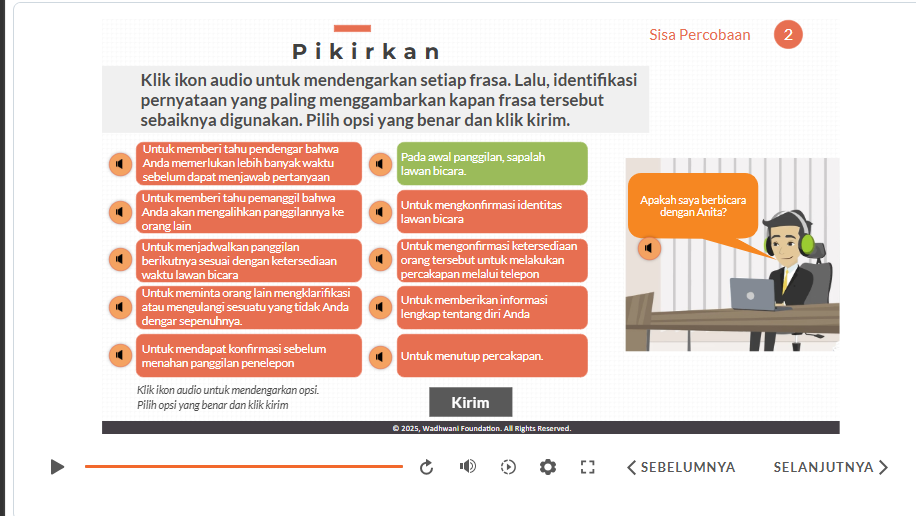 Sisa Percobaan 2
Pikirkan
Klik ikon audio untuk mendengarkan setiap frasa. Lalu, identifikasi
pernyataan yang paling menggambarkan kapan frasa tersebut
sebaiknya digunakan. Pilih opsi yang benar dan klik kirim.
Untuk memberi tahu pendengar bahwa
Anda memerlukan lebih banyak waktu
sebelum dapat menjawab pertanyaan
Pada awal panggilan, sapalah
lawan bicara.
Untuk memberi tahu pemanggil bahwa
Anda akan mengalihkan panggilannya ke
orang lain
Untuk mengkonfirmasi identitas
lawan bicara
Untuk menjadwalkan panggilan
berikutnya sesuai dengan ketersediaan
waktu lawan bicara
Untuk mengonfirmasi ketersediaan
orang tersebut untuk melakukan
percakapan melalui telepon
Untuk meminta orang lain mengklarifikasi
atau mengulangi sesuatu yang tidak Anda
dengar sepenuhnya.
Untuk memberikan informasi
lengkap tentang diri Anda
Untuk mendapat konfirmasi sebelum
menahan panggilan penelepon
Untuk menutup percakapan.
Apakah saya berbicara
dengan Anita?
Klik ikon audio untuk mendengarkan opsi.
Pilih opsi yang benar dan klik kirim
Kirim
© 2025, Wadhwani Foundation. All Rights Reserved.
SEBELUMNYA
SELANJUTNYA